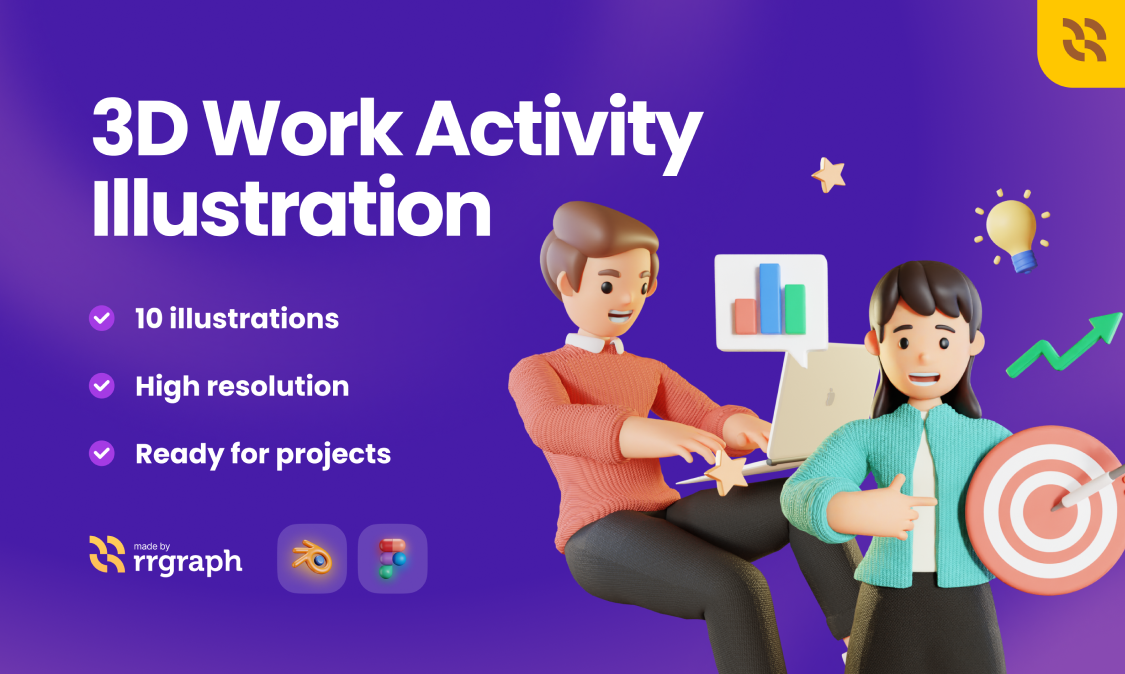 3D Work Activity
Illustration
10 illustrations
High resolution
Ready for projects
made by
rrgraph